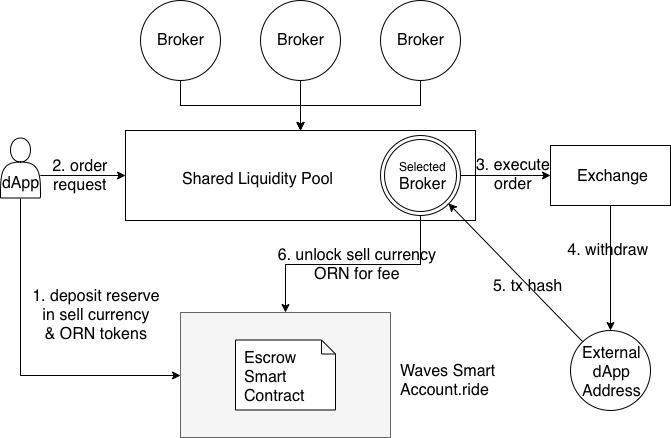 Broker
Broker
Broker
dApp
2. order
request
Shared Liquidity Pool
Selected
Broker
3. execute
order
Exchange
6. unlock sell currency
ORN for fee
4. withdraw
5. tx hash
1. deposit reserve
in sell currency
& ORN tokens
Escrow
Smart
Contract
Waves Smart
Account.ride
External
dApp
Address